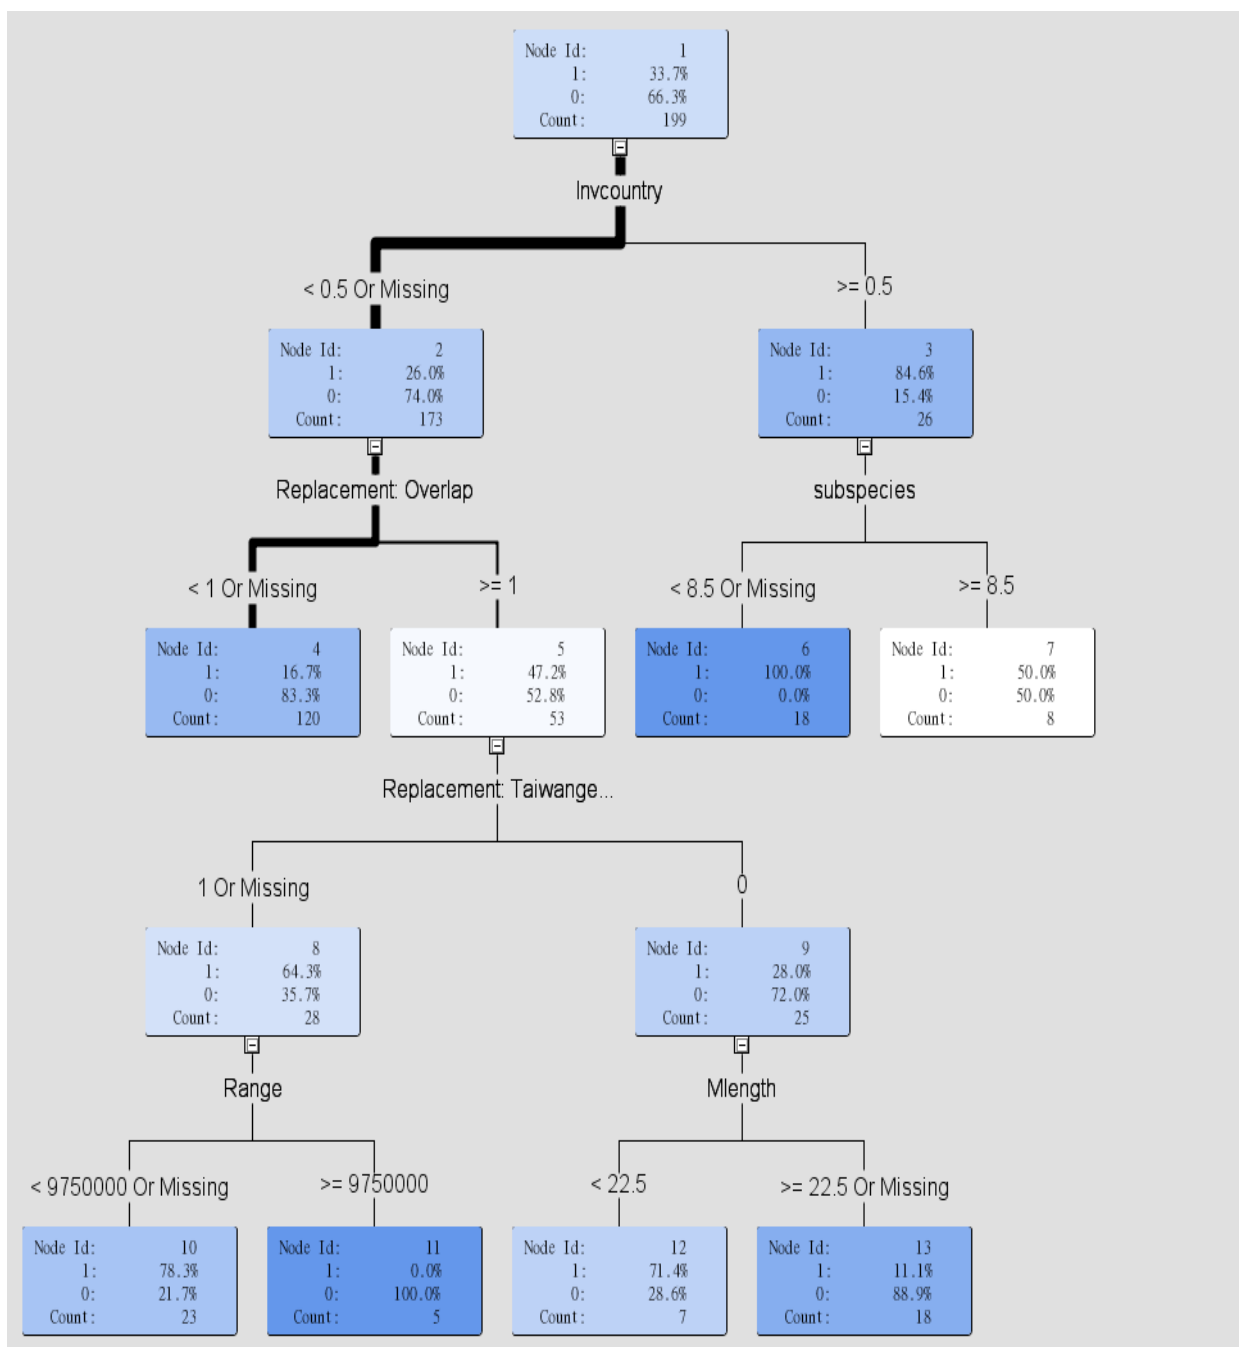 Node Id: 1
1: 33.7%
0: 66.3%
Count: 199
Invcountry
< 0.5 Or Missing
>= 0.5
Node Id: 2
1: 26.0%
0: 74.0%
Count: 173
Node Id: 3
1: 84.6%
0: 15.4%
Count: 26
Replacement: Overlap
subspecies
< 1 Or Missing
>= 1
< 8.5 Or Missing
>= 8.5
Node Id: 4
1: 16.7%
0: 83.3%
Count: 120
Node Id: 5
1: 47.2%
0: 52.8%
Count: 53
Node Id: 6
1: 100.0%
0: 0.0%
Count: 18
Node Id: 7
1: 50.0%
0: 50.0%
Count: 8
Replacement: Taiwange...
1 Or Missing
0
Node Id: 8
1: 64.3%
0: 35.7%
Count: 28
Node Id: 9
1: 28.0%
0: 72.0%
Count: 25
Range
Mlength
< 9750000 Or Missing
>= 9750000
< 22.5
>= 22.5 Or Missing
Node Id: 10
1: 78.3%
0: 21.7%
Count: 23
Node Id: 11
1: 0.0%
0: 100.0%
Count: 5
Node Id: 12
1: 71.4%
0: 28.6%
Count: 7
Node Id: 13
1: 11.1%
0: 88.9%
Count: 18